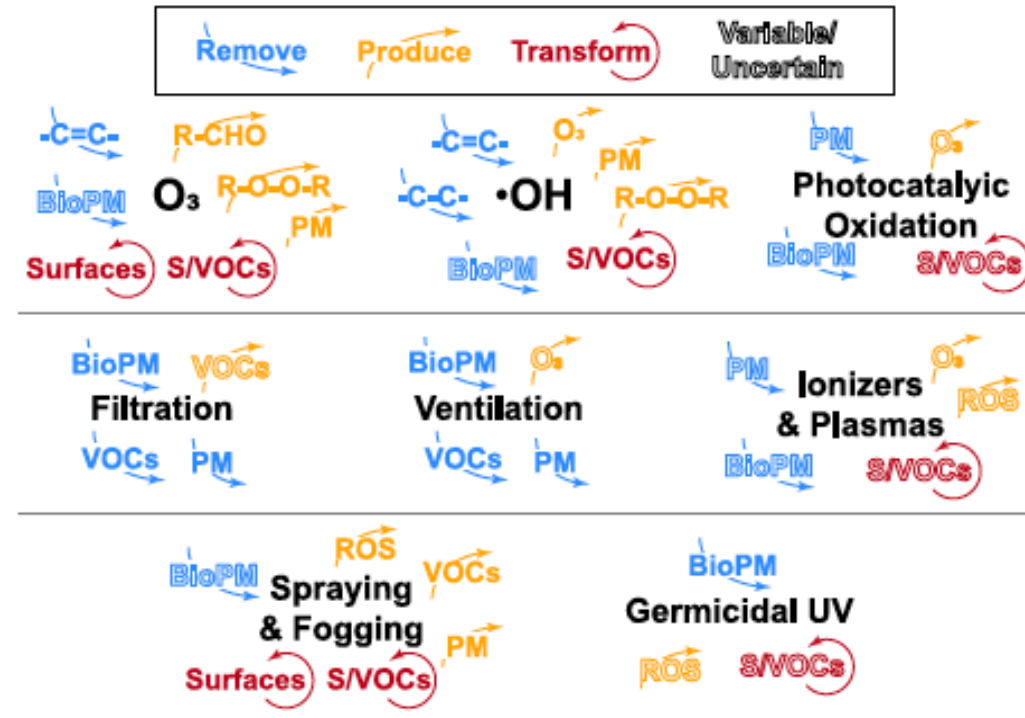 Remove Produce Transform Variable/
Uncertain
-C=C- R-CHO
BioPM O₃ R-O-O-R
PM
Surfaces S/VOCs
-C=C- O₃ PM
-C-C- •OH R-O-O-R
BioPM S/VOCs
PM O₃
Photocatalyic
Oxidation
BioPM S/VOCs
BioPM VOCs
Filtration
VOCs PM
BioPM O₃
Ventilation
VOCs PM
PM O₃
Ionizers ROS
& Plasmas
BioPM S/VOCs
ROS
BioPM VOCs
Spraying
& Fogging PM
Surfaces S/VOCs
BioPM
Germicidal UV
ROS S/VOCs